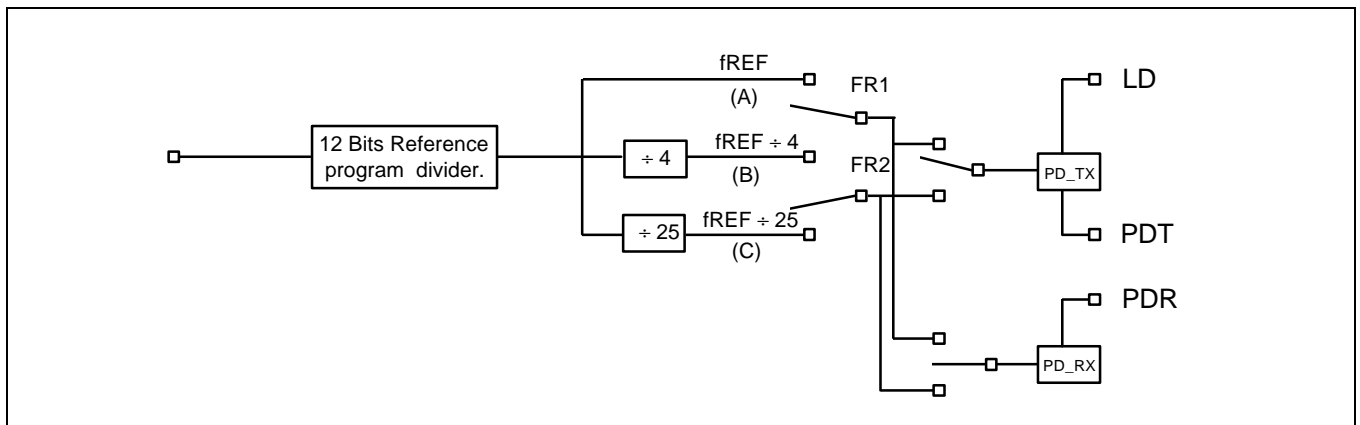 fREF
(A)
FR1
LD
12 Bits Reference
program divider.
÷ 4
fREF ÷ 4
(B)
FR2
PD_TX
÷ 25
fREF ÷ 25
(C)
PDT
PDR
PD_RX